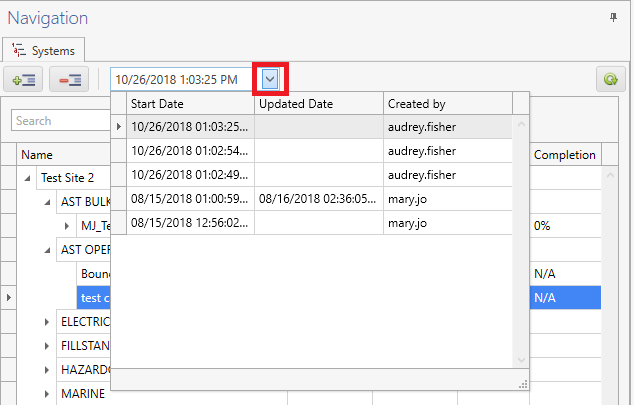 Navigation
Systems
10/26/2018 1:03:25 PM
Start Date Updated Date Created by
10/26/2018 01:03:25... audrey.fisher
10/26/2018 01:02:54... audrey.fisher
10/26/2018 01:02:49... audrey.fisher
08/15/2018 01:00:59... 08/16/2018 02:36:05... mary.jo
08/15/2018 12:56:02... mary.jo
Search
Name Completion
Test Site 2
AST BULK
MJ_Te 0%
AST OPER
Boun N/A
test c N/A
ELECTRIC
FILLSTAN
HAZARDO
MARINE